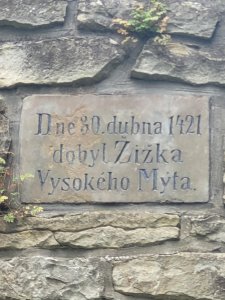 Dne 30. dubna 1421
dobyl Žižka
Vysokého Mýta.